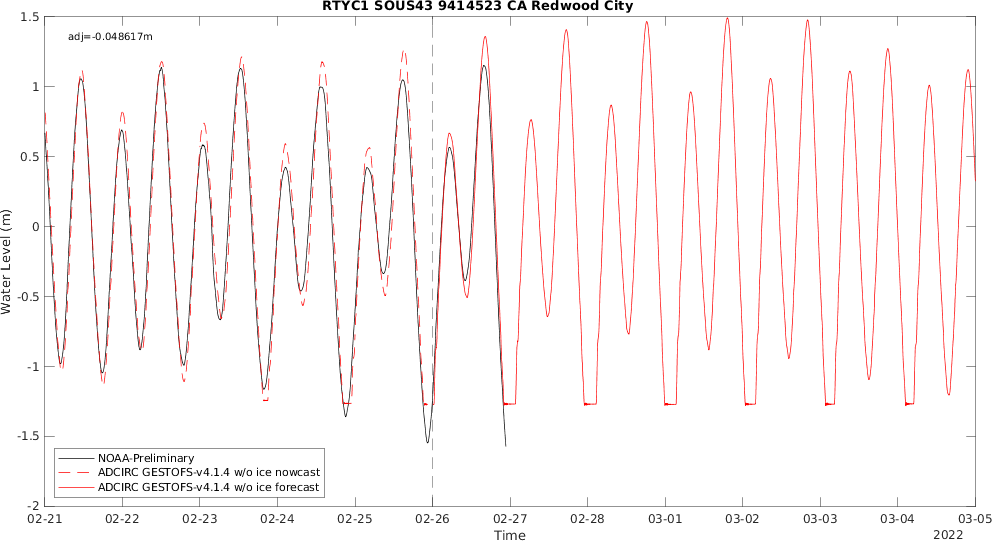 RTYC1 SOUS43 9414523 CA Redwood City
adj=-0.048617m
1.5
1
0.5
0
-0.5
-1
-1.5
-2
Water Level (m)
NOAA-Preliminary
ADCIRC GESTOFS-v4.1.4 w/o ice nowcast
ADCIRC GESTOFS-v4.1.4 w/o ice forecast
02-21 02-22 02-23 02-24 02-25 02-26 02-27 02-28 03-01 03-02 03-03 03-04 03-05
Time
2022